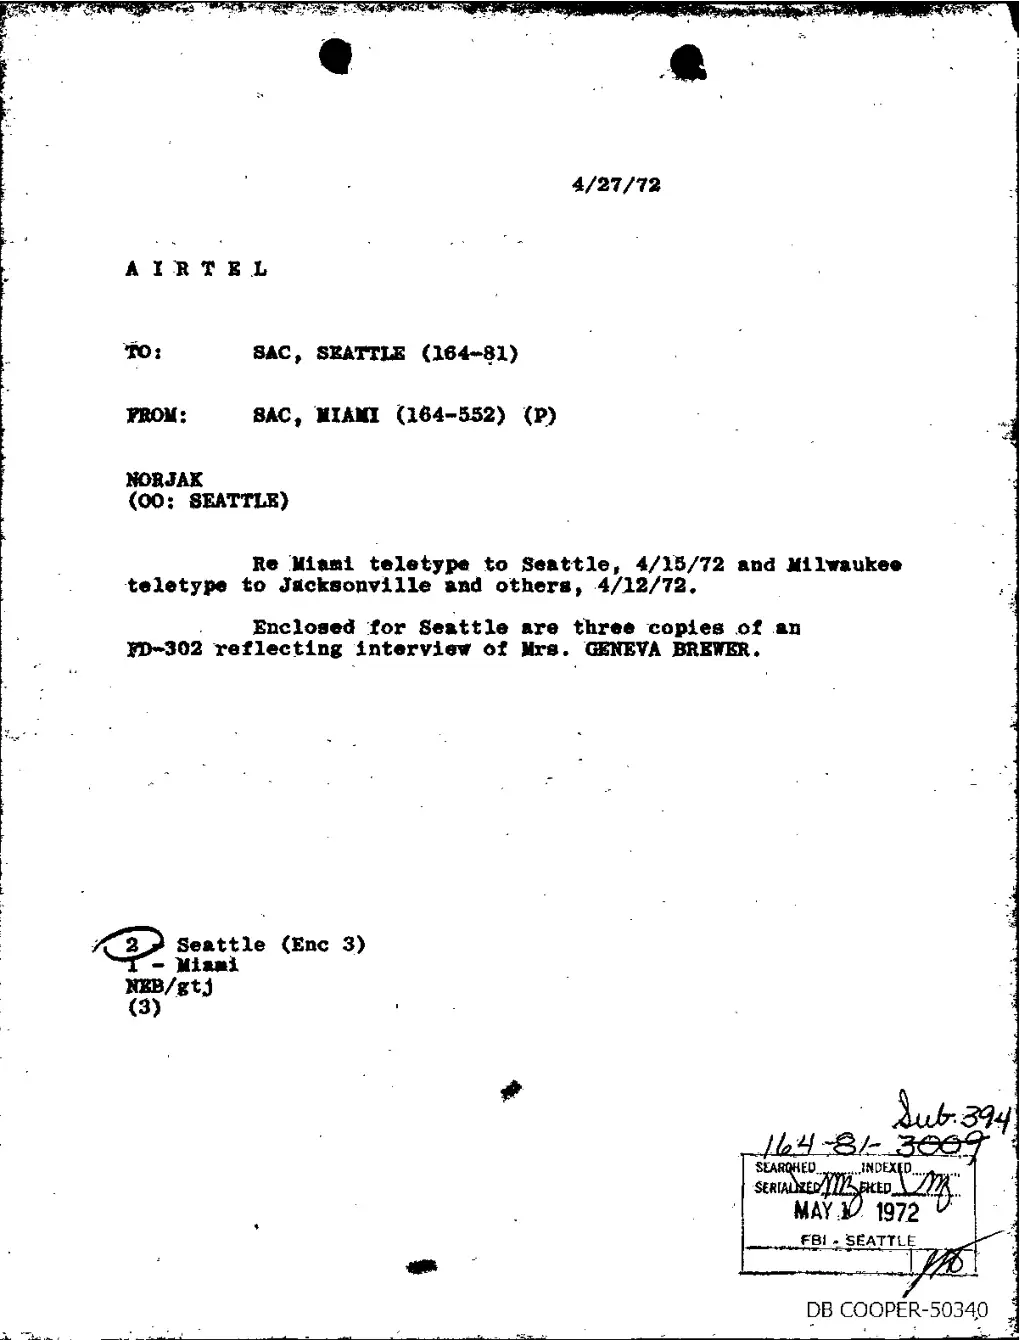 4/27/72
A I R T E L
TO: SAC, SEATTLE (164-81)
FROM: SAC, MIAMI (164-552) (P)
NORJAK
(OO: SEATTLE)
Re Miami teletype to Seattle, 4/15/72 and Milwaukee
teletype to Jacksonville and others, 4/12/72.
Enclosed for Seattle are three copies of an
FD-302 reflecting interview of Mrs. GENEVA BREWER.
2 - Seattle (Enc 3)
1 - Miami
NEB/gtj
(3)
Sub. 394
164-81-3009
SEARCHED INDEXED
SERIALIZED FILED
MAY 1972
FBI - SEATTLE
DB COOPER-50340